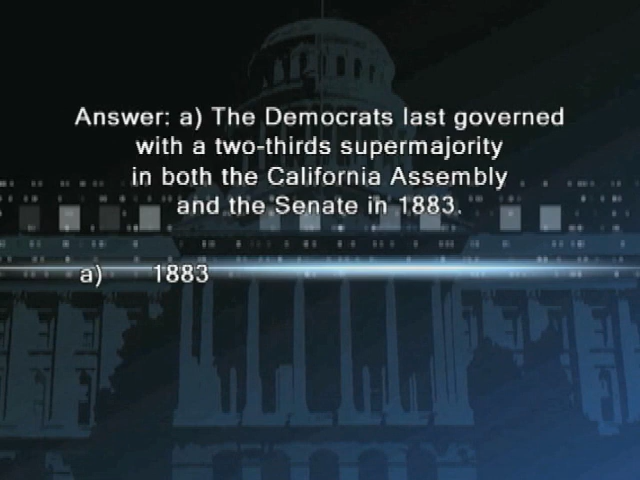 Answer: a) The Democrats last governed
with a two-thirds supermajority
in both the California Assembly
and the Senate in 1883.
a) 1883